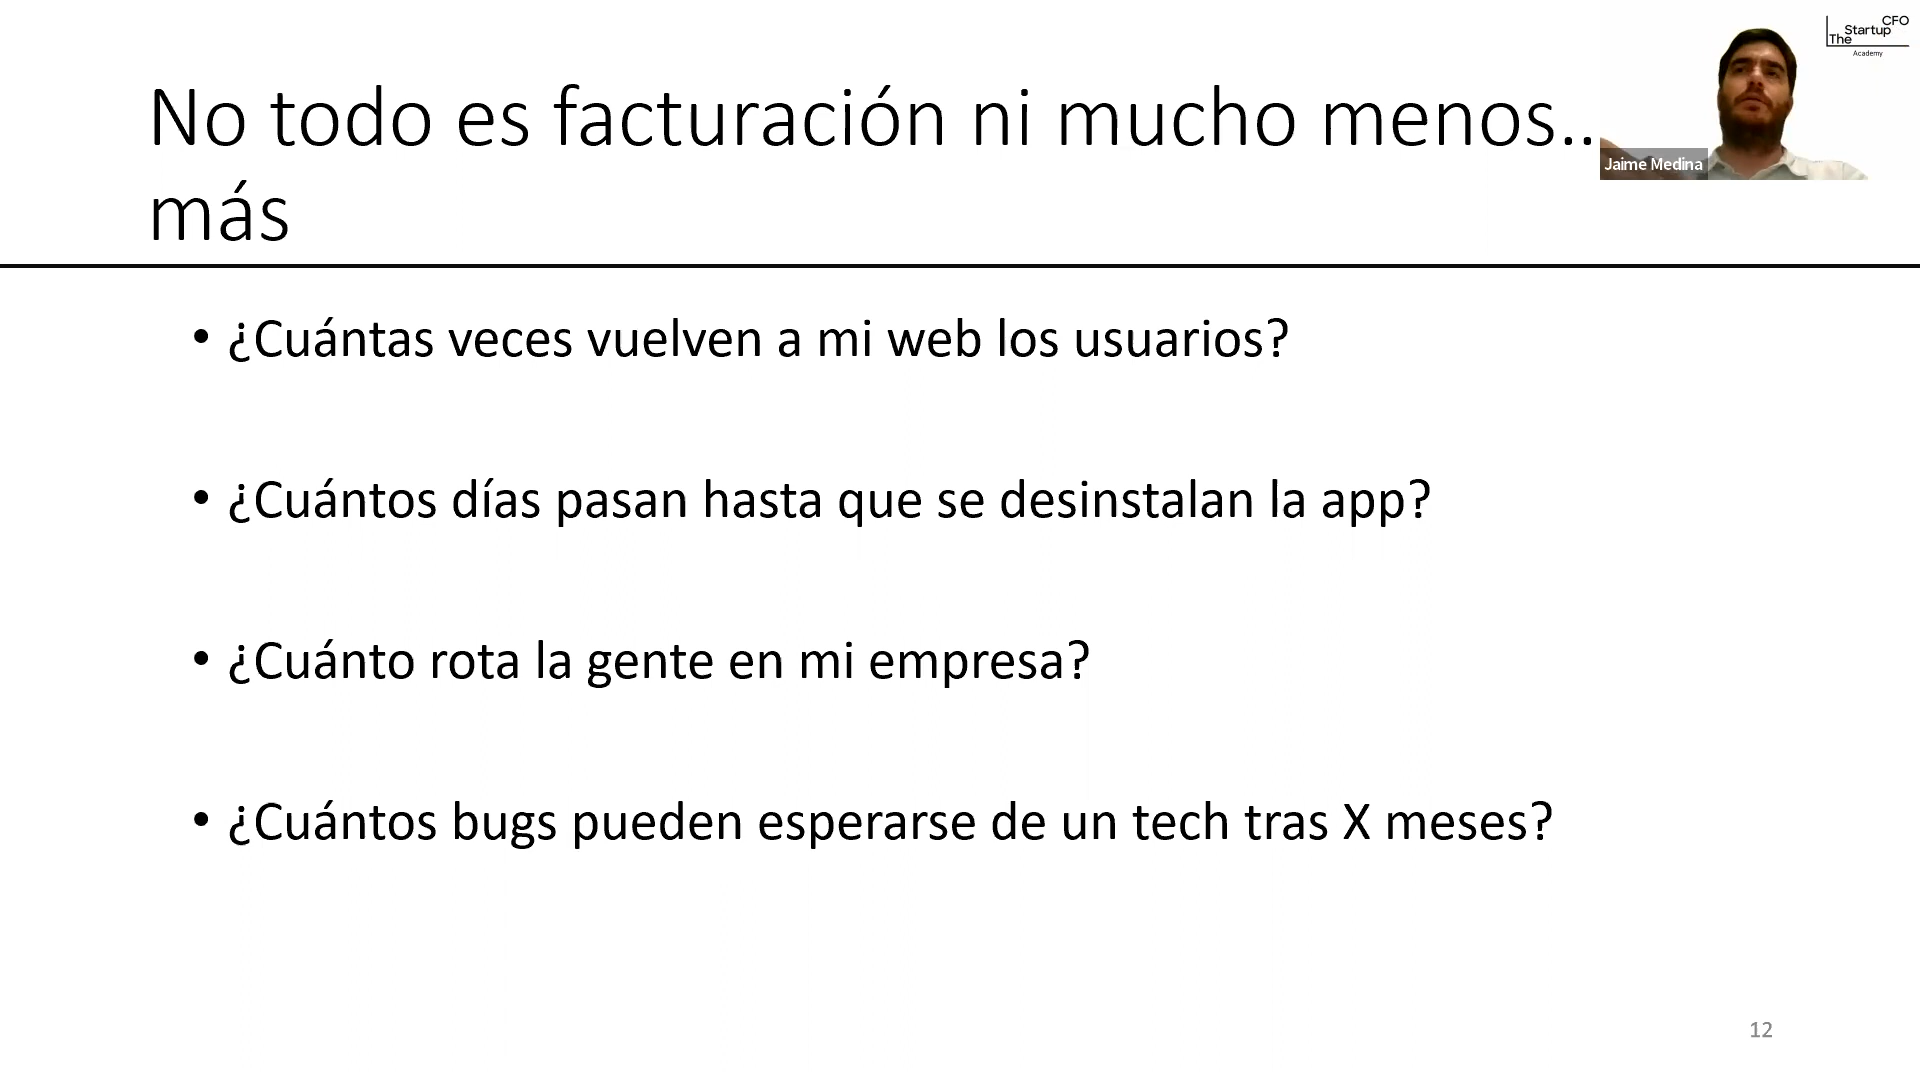 The Startup CFO
Academy
No todo es facturación ni mucho menos..
más
Jaime Medina
• ¿Cuántas veces vuelven a mi web los usuarios?
• ¿Cuántos días pasan hasta que se desinstalan la app?
• ¿Cuánto rota la gente en mi empresa?
• ¿Cuántos bugs pueden esperarse de un tech tras X meses?
12